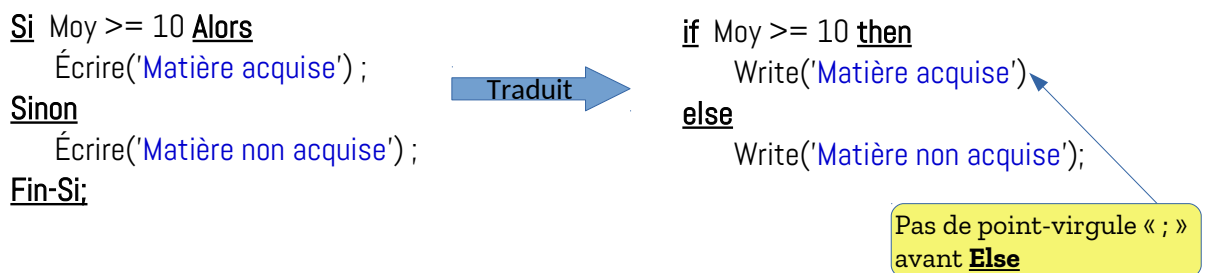 Si Moy >= 10 Alors
Écrire('Matière acquise') ;
Sinon
Écrire('Matière non acquise') ;
Fin-Si;
Traduit
if Moy >= 10 then
Write('Matière acquise')
else
Write('Matière non acquise');
Pas de point-virgule « ; »
avant Else